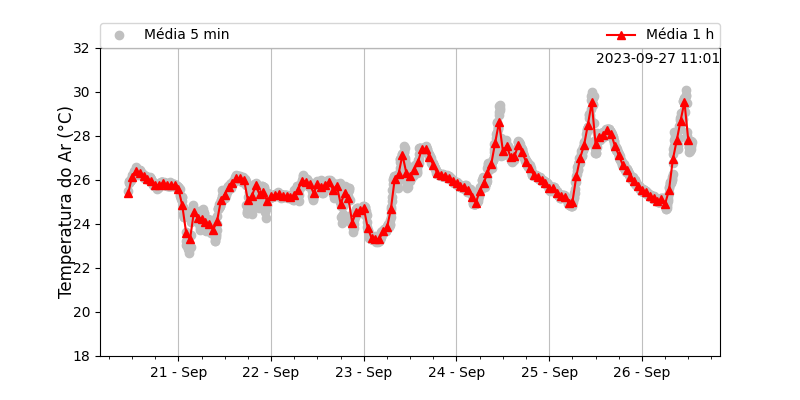 Média 5 min
Média 1 h
2023-09-27 11:01
Temperatura do Ar (°C)
32
30
28
26
24
22
20
18
21 - Sep
22 - Sep
23 - Sep
24 - Sep
25 - Sep
26 - Sep